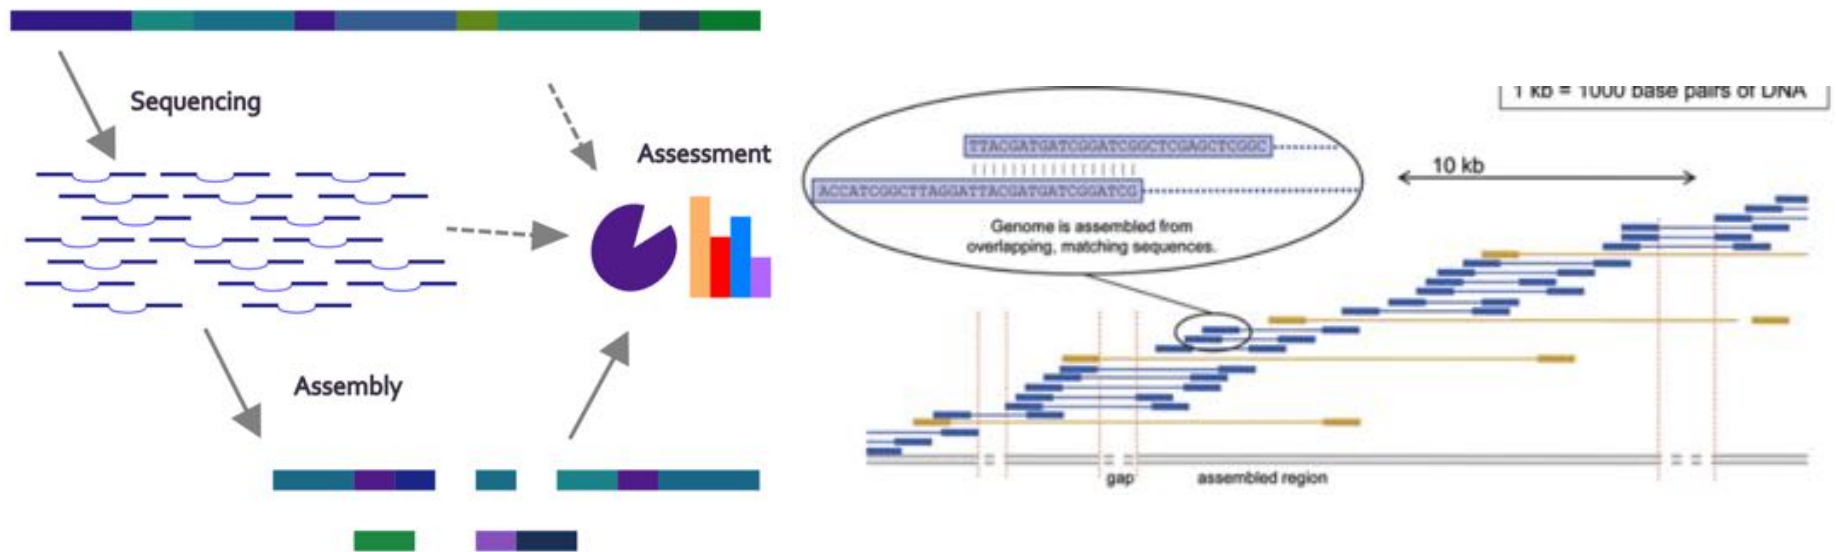 Sequencing
Assessment
Assembly
1 kb = 1000 base pairs of DNA
TTACGATGATCGGATCGGCTCGAGCTCGGC
ACCATCGGCTTAGGATTACGATGATCGGATCG
Genome is assembled from
overlapping, matching sequences.
10 kb
gap
assembled region